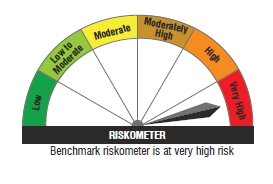 Low
Low to
Moderate
Moderate
Moderately
High
High
Very High
RISKOMETER
Benchmark riskometer is at very high risk